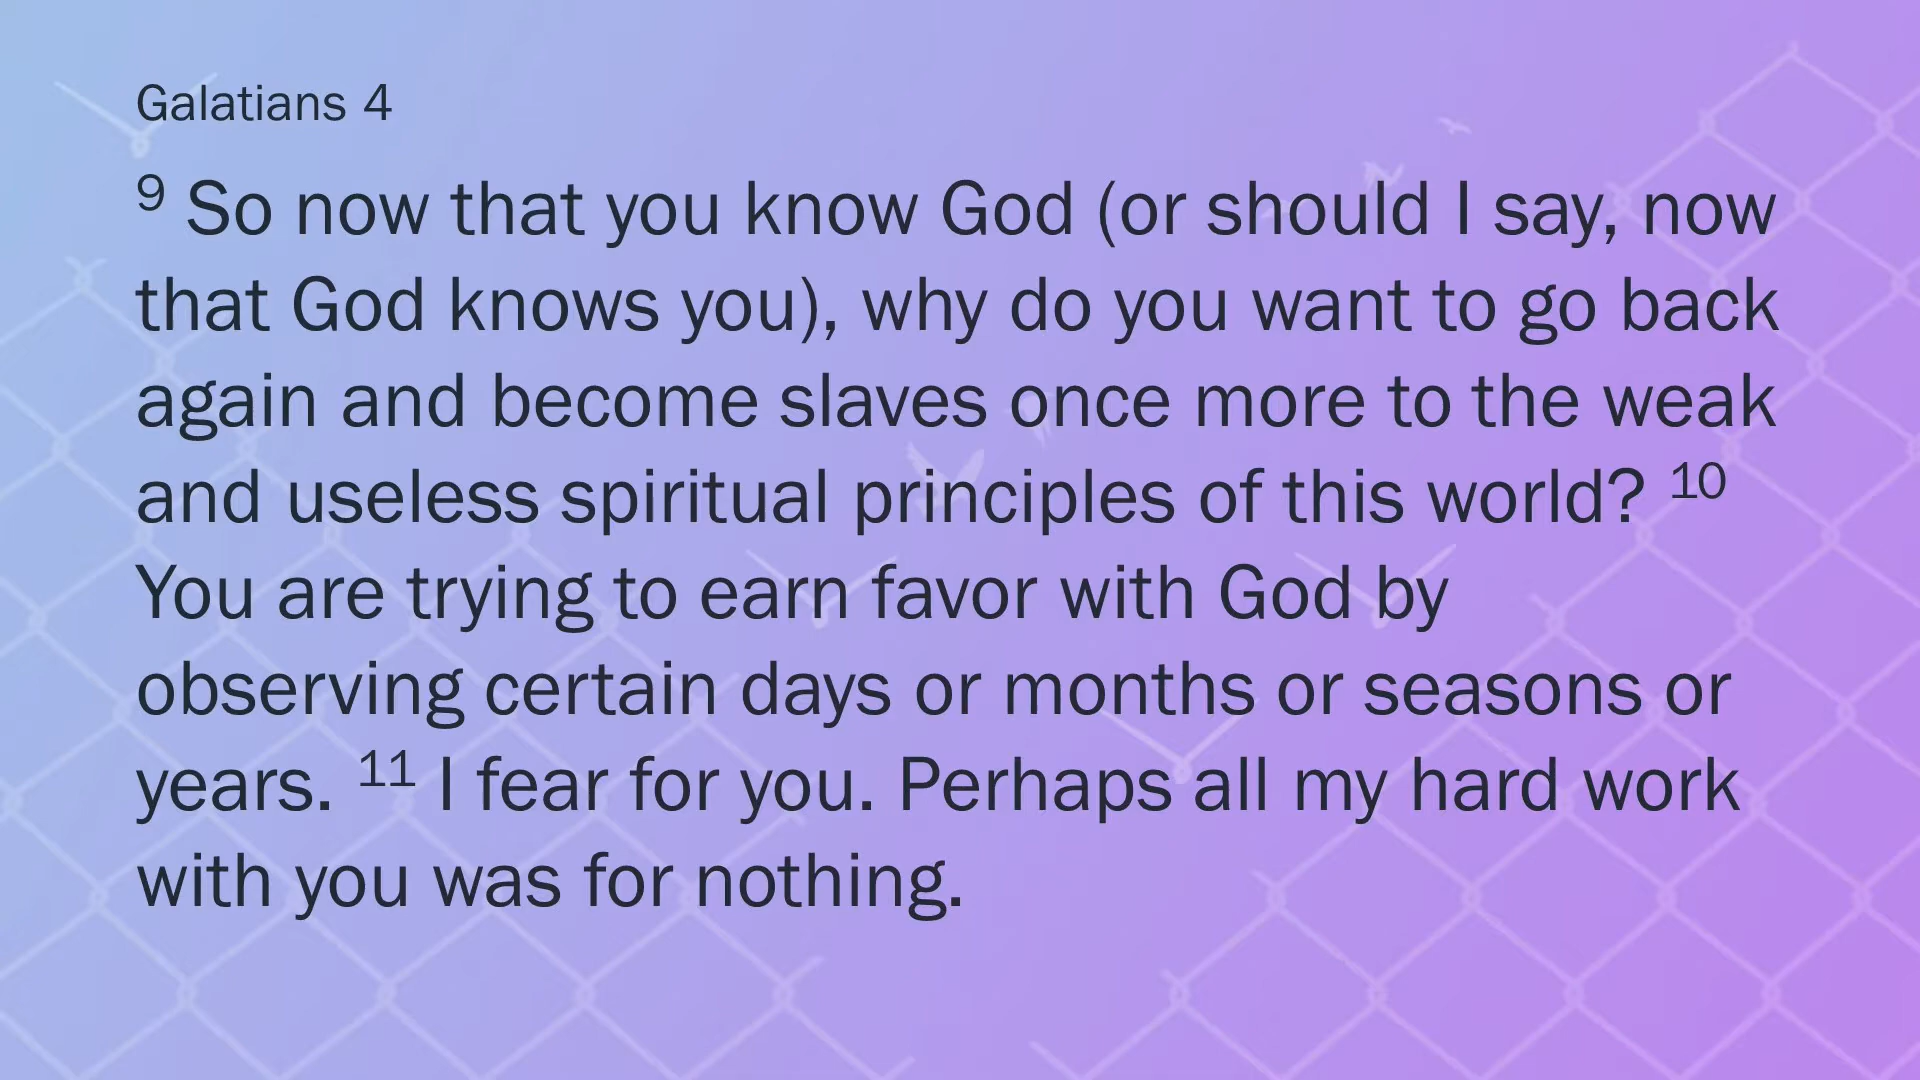 Galatians 4
9 So now that you know God (or should I say, now
that God knows you), why do you want to go back
again and become slaves once more to the weak
and useless spiritual principles of this world? 10
You are trying to earn favor with God by
observing certain days or months or seasons or
years. 11 I fear for you. Perhaps all my hard work
with you was for nothing.